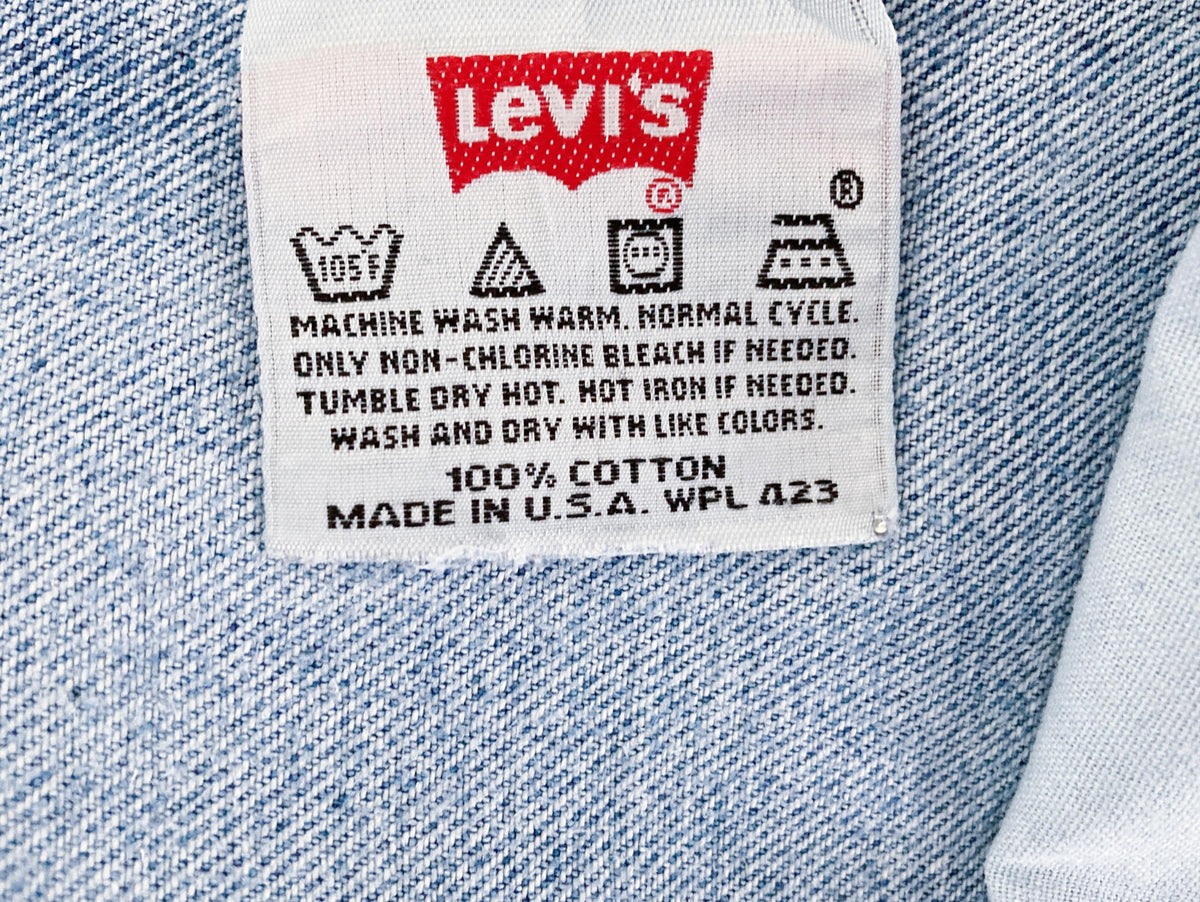 Levi's
®
®
105°F
MACHINE WASH WARM. NORMAL CYCLE.
ONLY NON-CHLORINE BLEACH IF NEEDED.
TUMBLE DRY HOT. HOT IRON IF NEEDED.
WASH AND DRY WITH LIKE COLORS.
100% COTTON
MADE IN U.S.A. WPL 423